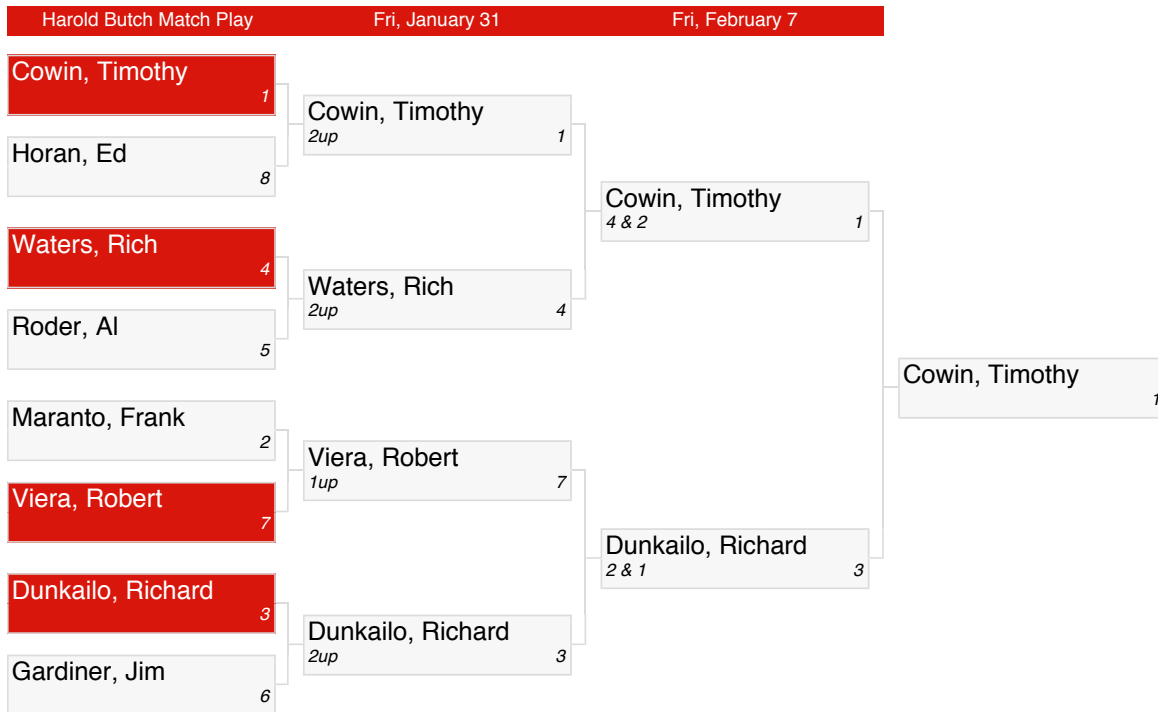 Harold Butch Match Play
Fri, January 31
Fri, February 7
Cowin, Timothy
1
Horan, Ed
8
Waters, Rich
4
Roder, Al
5
Maranto, Frank
2
Viera, Robert
7
Dunkailo, Richard
3
Gardiner, Jim
6
Cowin, Timothy
2up 1
Waters, Rich
2up 4
Viera, Robert
1up 7
Dunkailo, Richard
2up 3
Cowin, Timothy
4 & 2 1
Dunkailo, Richard
2 & 1 3
Cowin, Timothy
1